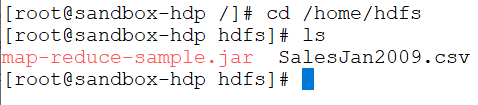 [root@sandbox-hdp /]# cd /home/hdfs
[root@sandbox-hdp hdfs]# ls
map-reduce-sample.jar  SalesJan2009.csv
[root@sandbox-hdp hdfs]#